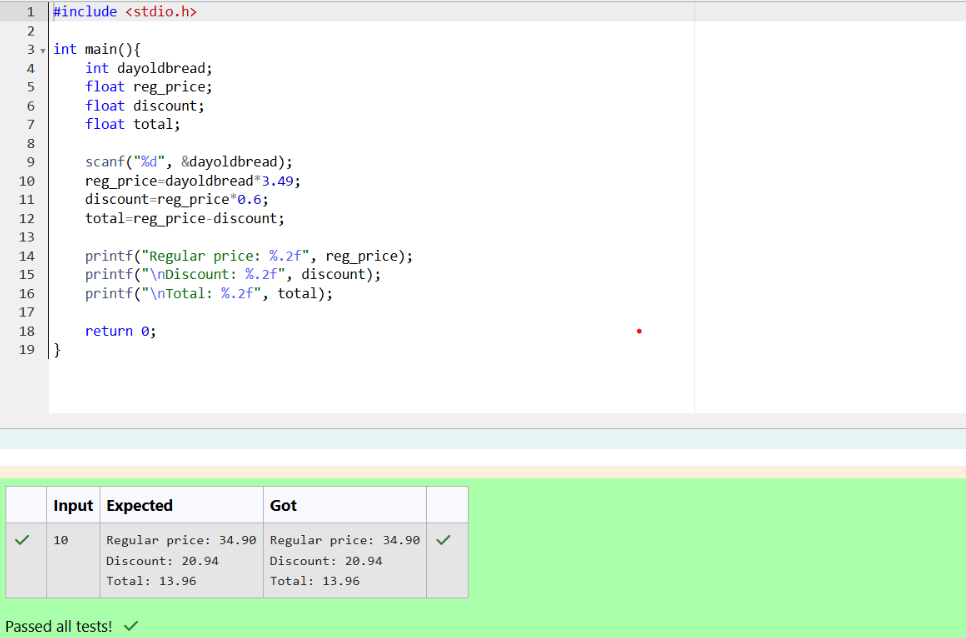 1 #include <stdio.h>
2
3 int main(){
4     int dayoldbread;
5     float reg_price;
6     float discount;
7     float total;
8
9     scanf("%d", &dayoldbread);
10     reg_price=dayoldbread*3.49;
11     discount=reg_price*0.6;
12     total=reg_price-discount;
13
14     printf("Regular price: %.2f", reg_price);
15     printf("\nDiscount: %.2f", discount);
16     printf("\nTotal: %.2f", total);
17
18     return 0;
19 }
Input Expected Got
10 Regular price: 34.90 Regular price: 34.90
Discount: 20.94 Discount: 20.94
Total: 13.96 Total: 13.96
Passed all tests!